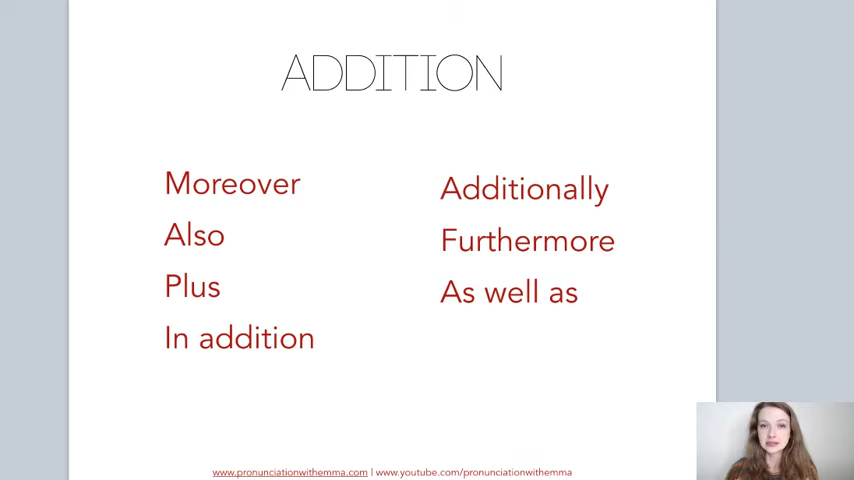 ADDITION
Moreover
Also
Plus
In addition
Additionally
Furthermore
As well as
www.pronunciationwithemma.com | www.youtube.com/pronunciationwithemma